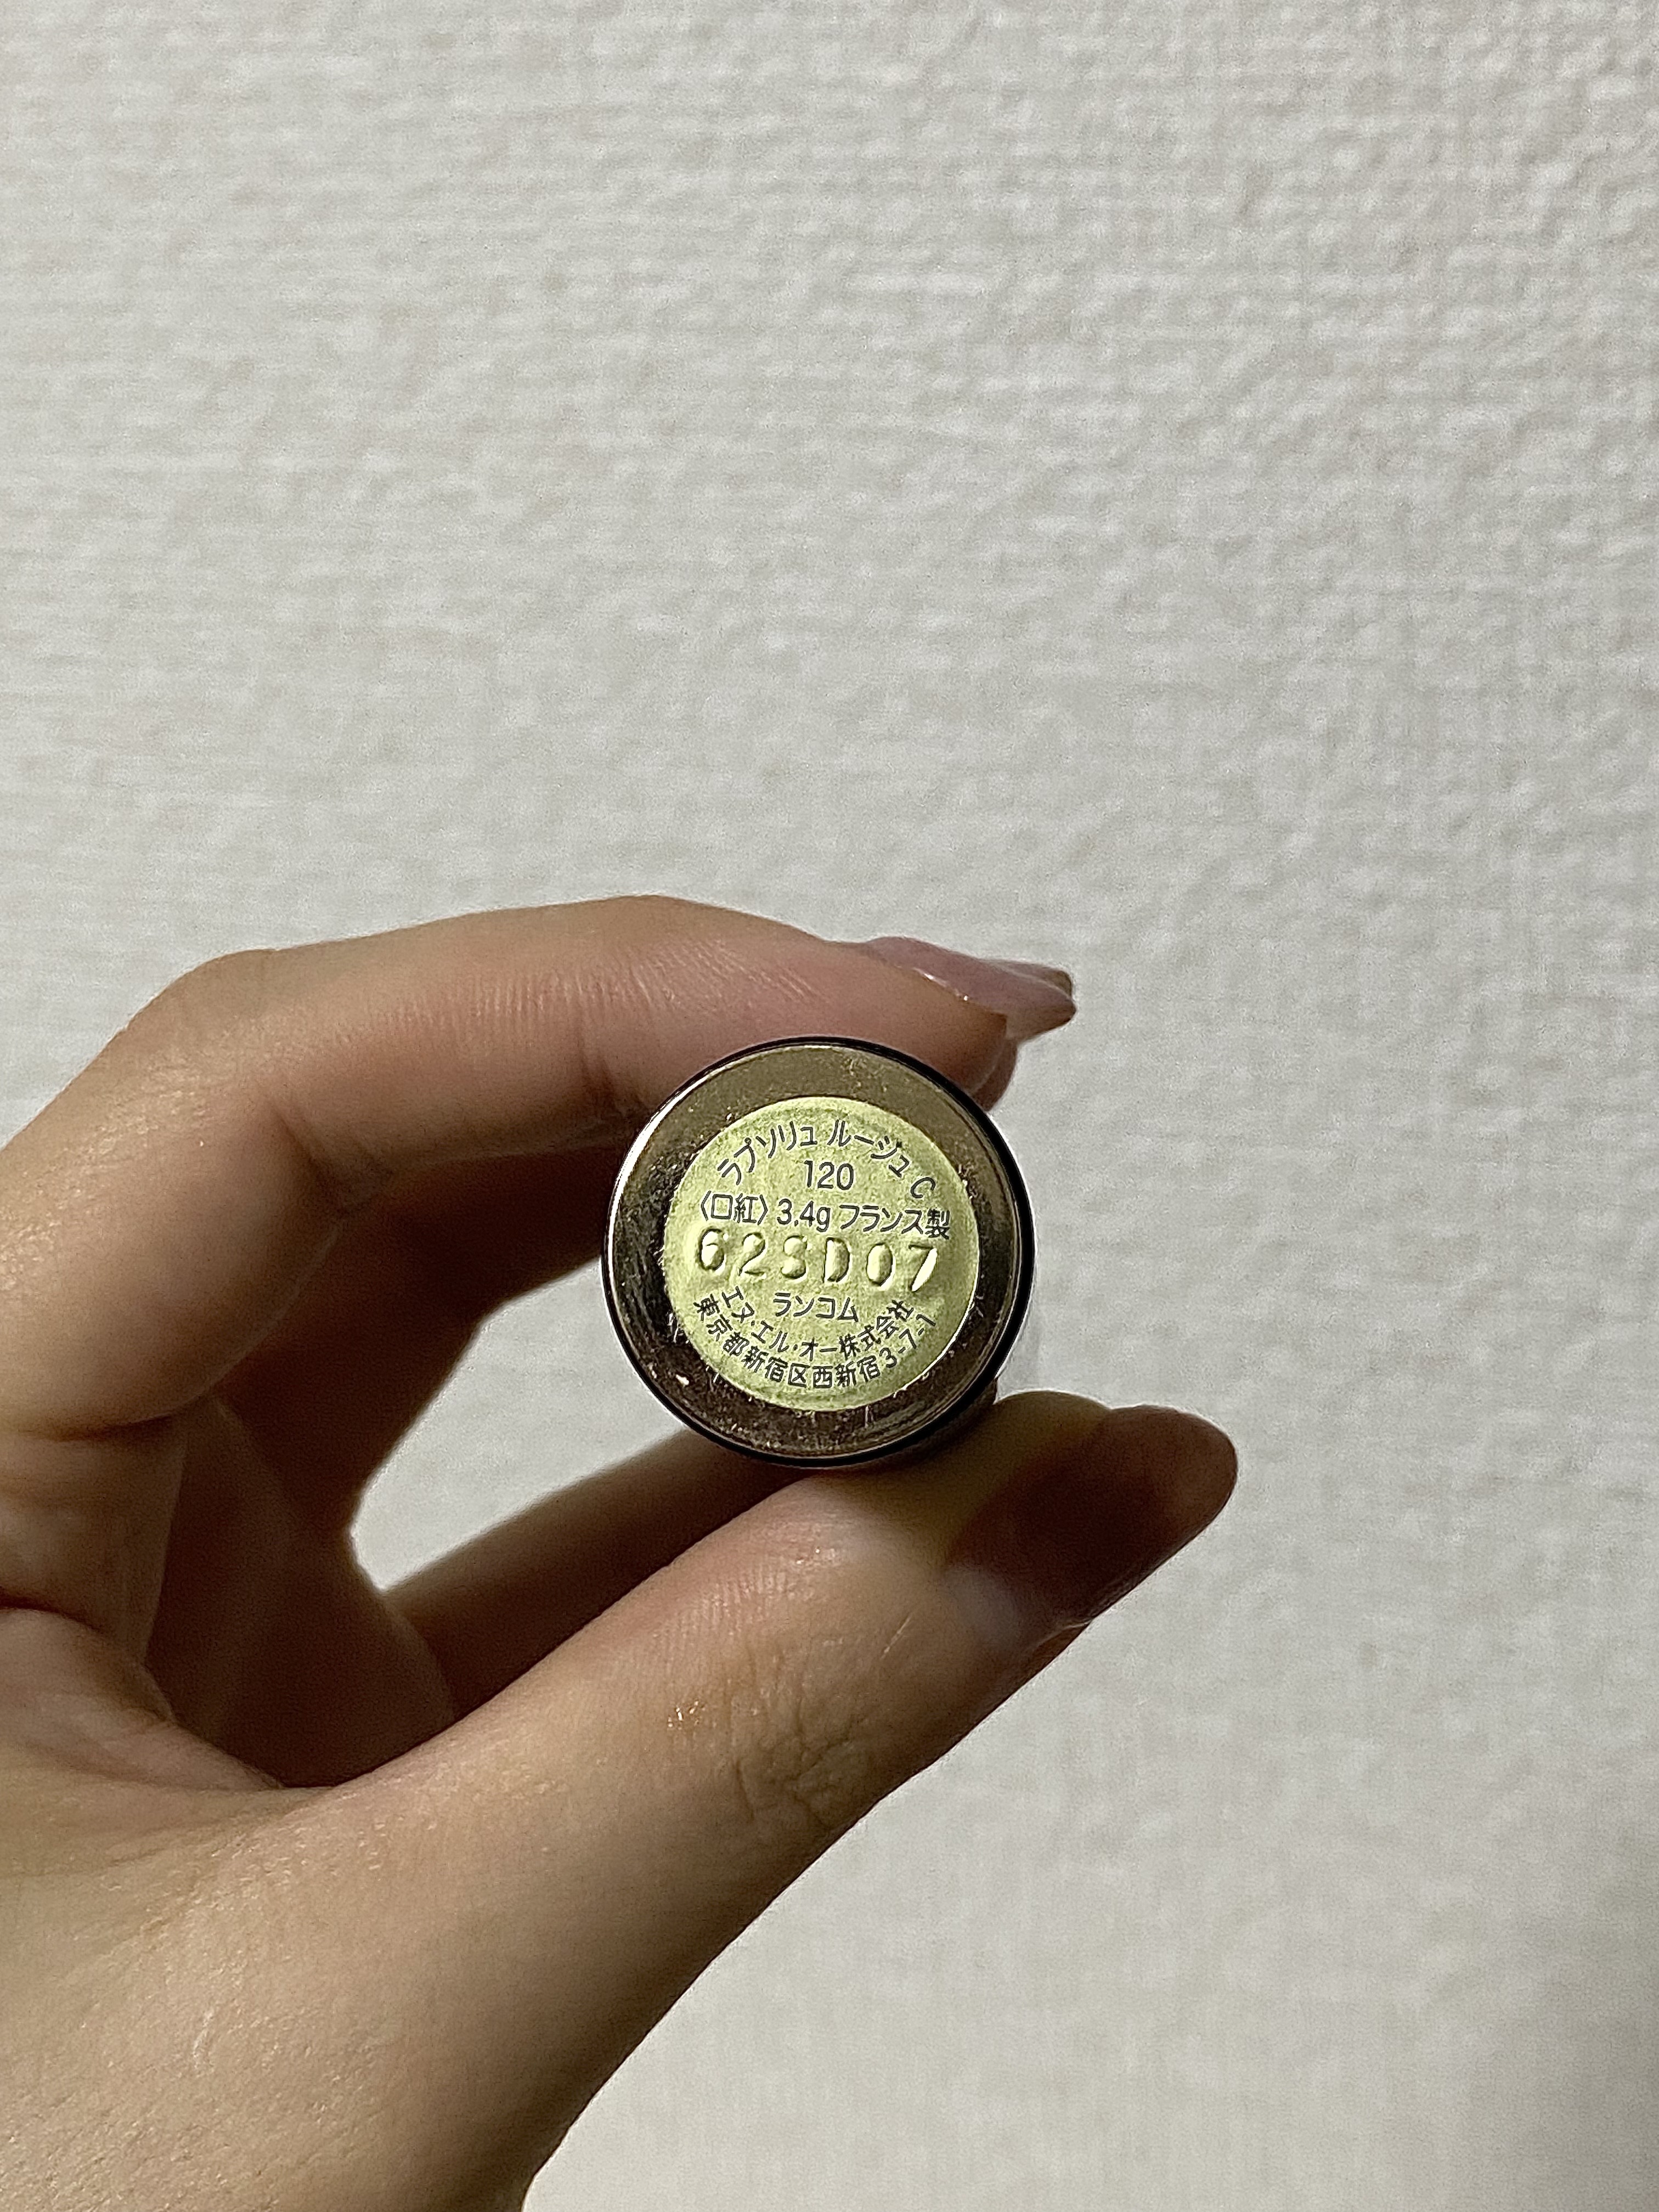 ラプソリュ ルージュ C
120
〈口紅〉 3.4g フランス製
62SD07
ランコム
エヌ・エル・オー株式会社
東京都新宿区西新宿3-7-1